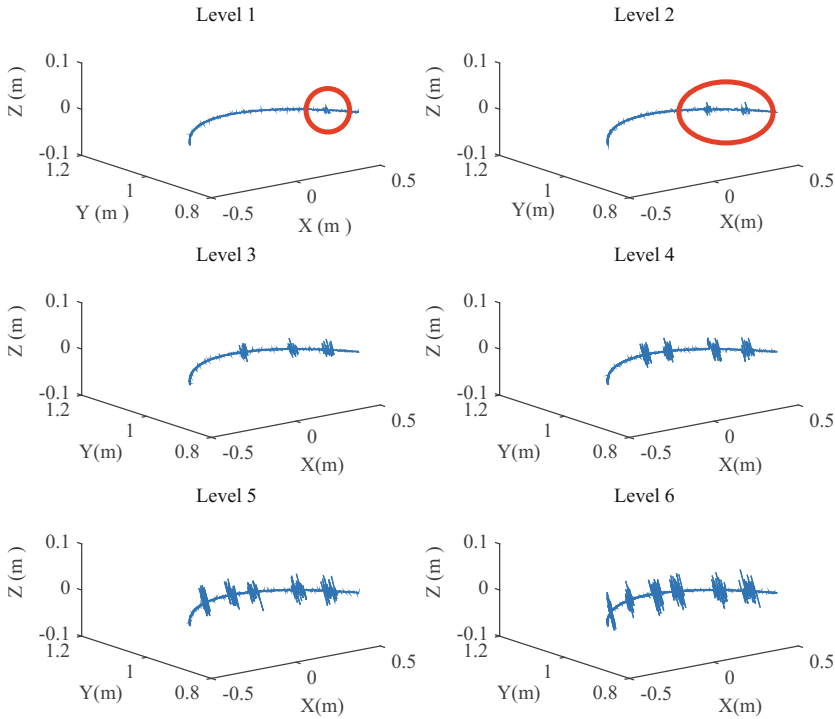 Level 1
Level 2
0.1
0
-0.1
Z (m )
1.2
1
0.8
Y (m )
-0.5
0
0.5
X (m )
0.1
0
-0.1
Z (m )
1.2
1
0.8
Y(m)
-0.5
0
0.5
X(m)
Level 3
Level 4
0.1
0
-0.1
Z (m )
1.2
1
0.8
Y(m)
-0.5
0
0.5
X(m)
0.1
0
-0.1
Z (m )
1.2
1
0.8
Y(m)
-0.5
0
0.5
X(m)
Level 5
Level 6
0.1
0
-0.1
Z (m )
1.2
1
0.8
Y(m)
-0.5
0
0.5
X(m)
0.1
0
-0.1
Z (m )
1.2
1
0.8
Y(m)
-0.5
0
0.5
X(m)